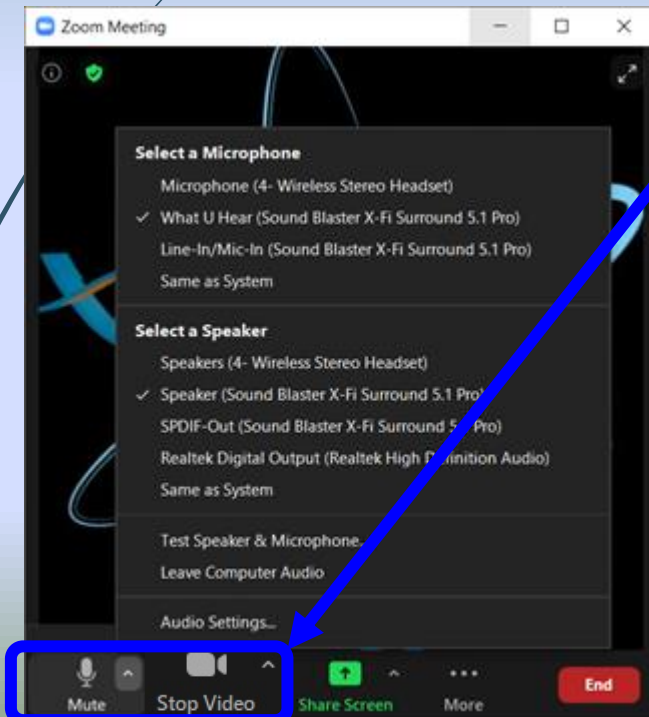 Zoom Meeting
Select a Microphone
Microphone (4- Wireless Stereo Headset)
What U Hear (Sound Blaster X-Fi Surround 5.1 Pro)
Line-In/Mic-In (Sound Blaster X-Fi Surround 5.1 Pro)
Same as System
Select a Speaker
Speakers (4- Wireless Stereo Headset)
Speaker (Sound Blaster X-Fi Surround 5.1 Pro)
SPDIF-Out (Sound Blaster X-Fi Surround 5.1 Pro)
Realtek Digital Output (Realtek High Definition Audio)
Same as System
Test Speaker & Microphone...
Leave Computer Audio
Audio Settings...
Mute Stop Video Share Screen More End